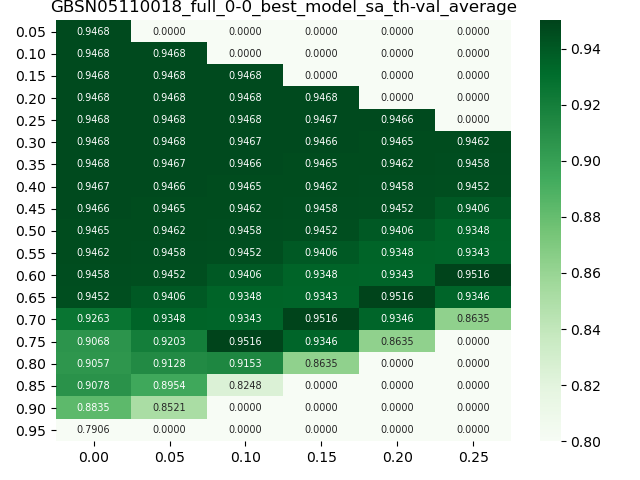 GBSN05110018_full_0-0_best_model_sa_th-val_average
0.05 0.9468 0.0000 0.0000 0.0000 0.0000 0.0000
0.10 0.9468 0.9468 0.0000 0.0000 0.0000 0.0000
0.15 0.9468 0.9468 0.9468 0.0000 0.0000 0.0000
0.20 0.9468 0.9468 0.9468 0.9468 0.0000 0.0000
0.25 0.9468 0.9468 0.9468 0.9467 0.9466 0.0000
0.30 0.9468 0.9468 0.9467 0.9466 0.9465 0.9462
0.35 0.9468 0.9467 0.9466 0.9465 0.9462 0.9458
0.40 0.9467 0.9466 0.9465 0.9462 0.9458 0.9452
0.45 0.9466 0.9465 0.9462 0.9458 0.9452 0.9406
0.50 0.9465 0.9462 0.9458 0.9452 0.9406 0.9348
0.55 0.9462 0.9458 0.9452 0.9406 0.9348 0.9343
0.60 0.9458 0.9452 0.9406 0.9348 0.9343 0.9516
0.65 0.9452 0.9406 0.9348 0.9343 0.9516 0.9346
0.70 0.9263 0.9348 0.9343 0.9516 0.9346 0.8635
0.75 0.9068 0.9203 0.9516 0.9346 0.8635 0.0000
0.80 0.9057 0.9128 0.9153 0.8635 0.0000 0.0000
0.85 0.9078 0.8954 0.8248 0.0000 0.0000 0.0000
0.90 0.8835 0.8521 0.0000 0.0000 0.0000 0.0000
0.95 0.7906 0.0000 0.0000 0.0000 0.0000 0.0000
0.00 0.05 0.10 0.15 0.20 0.25
0.94
0.92
0.90
0.88
0.86
0.84
0.82
0.80